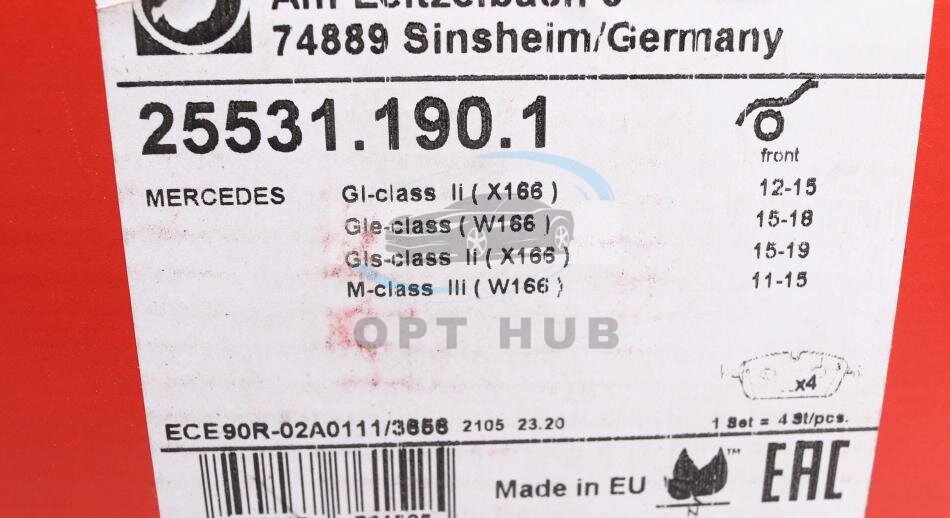 74889 Sinsheim/Germany
25531.190.1
front
MERCEDES Gl-class Ii ( X166 ) 12-15
Gle-class ( W166 ) 15-18
Gls-class Ii ( X166 ) 15-19
M-class III ( W166 ) 11-15
OPT HUB
x4
ECE90R-02A0111/3656 2105 23.20 1 Set = 4 St/pcs.
Made in EU ™ EAC
N